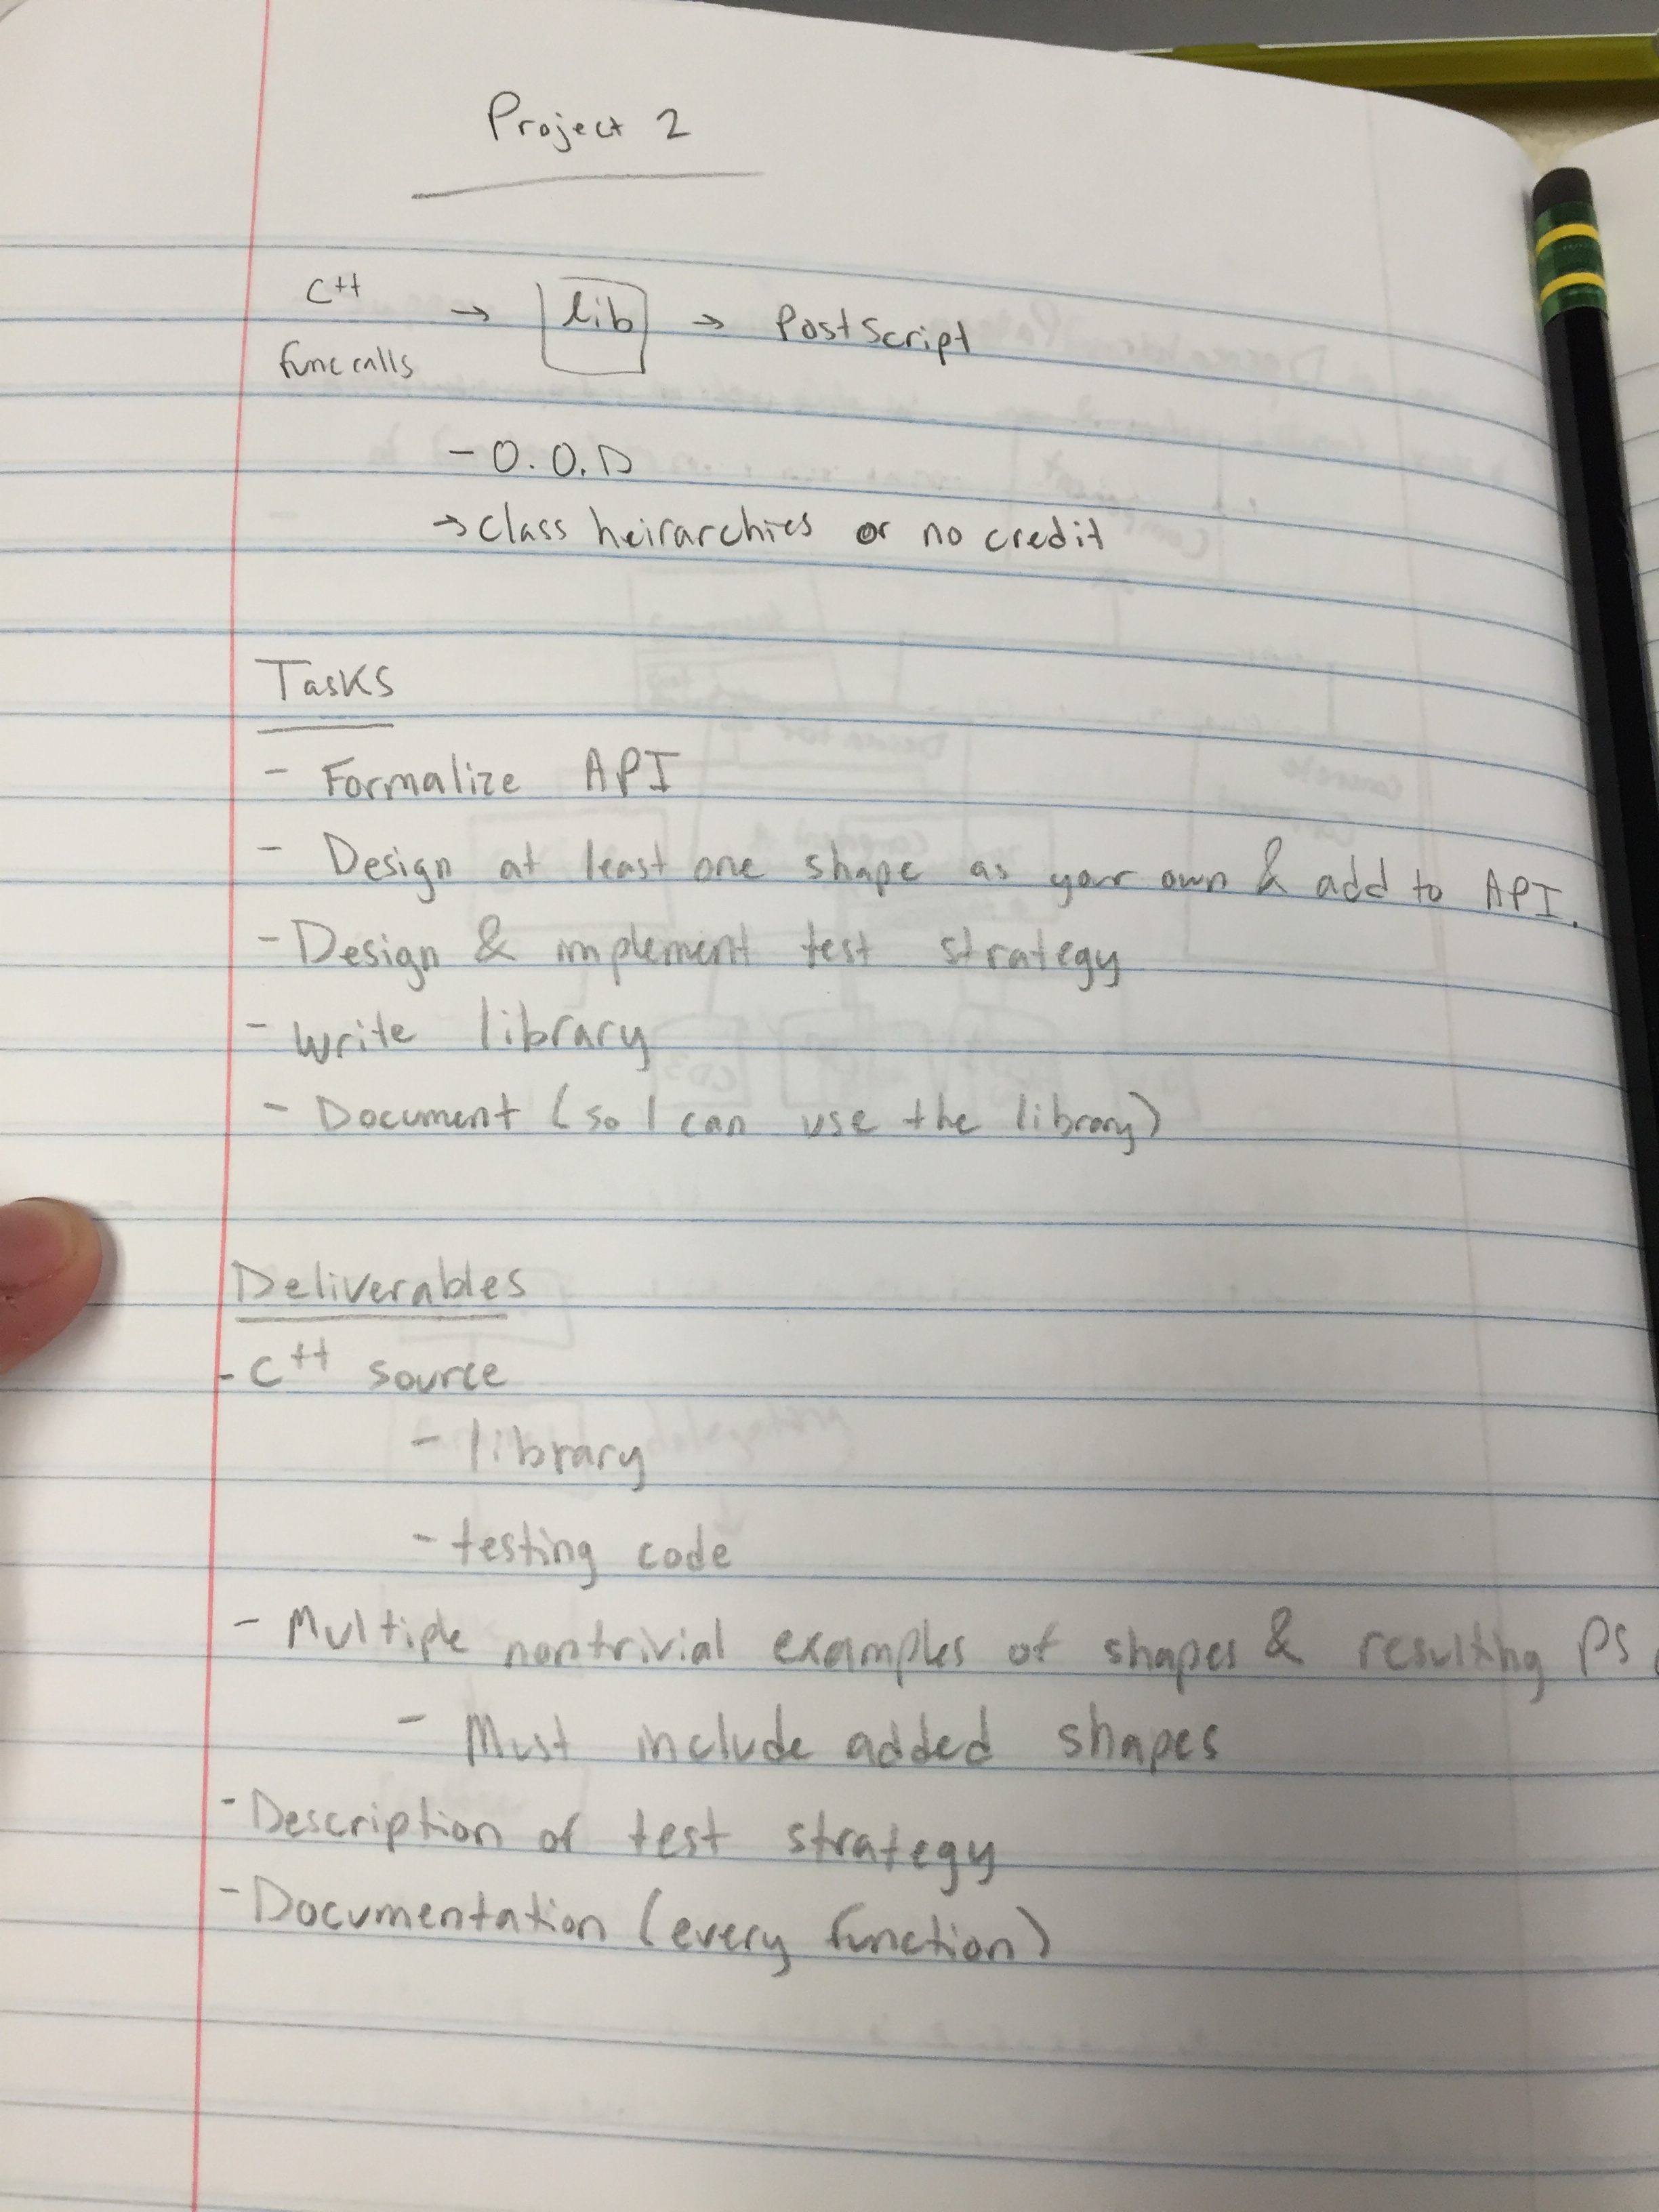 Project 2
C++
func calls → lib → PostScript
- O.O.D
→ class heirarchies or no credit
Tasks
- Formalize API
- Design at least one shape as your own & add to API.
- Design & implement test strategy
- Write library
- Document (so I can use the library)
Deliverables
- C++ source
- library
- testing code
- Multiple nontrivial examples of shapes & resulting PS
- Must include added shapes
- Description of test strategy
- Documentation (every function)